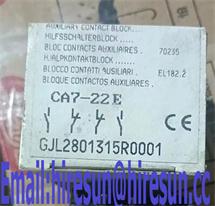 AUXILIARY CONTACT BLOCK.....
HILFSSCHALTERBLOCK.....
BLOC CONTACTS AUXILIAIRES. 70235
HJALPKONTAKTBLOCK.....
BLOCCO CONTATTI AUSILIARI. EL182.2
BLOQUE CONTACTOS AUXILIARES.
CA7-22E
GJL2801315R0001
Email:hiresun@hiresun.cc